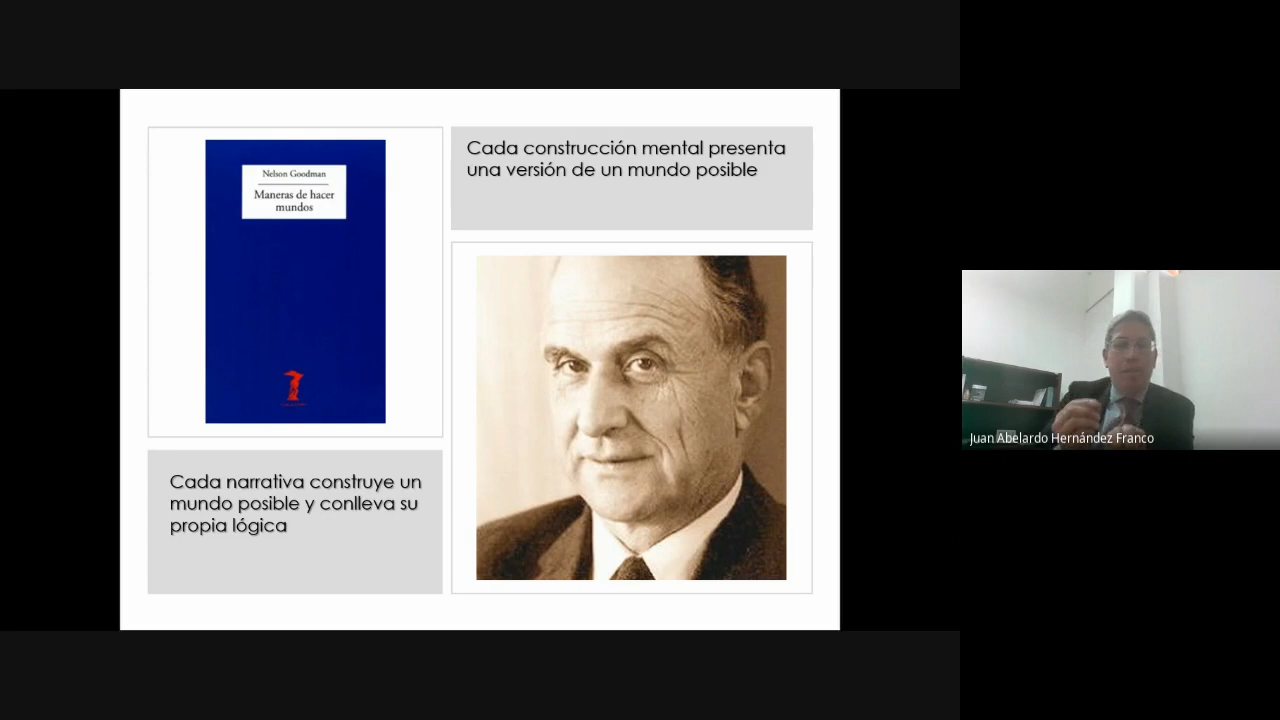 Nelson Goodman
Maneras de hacer
mundos
Cada construcción mental presenta
una versión de un mundo posible
Cada narrativa construye un
mundo posible y conlleva su
propia lógica
Juan Abelardo Hernández Franco